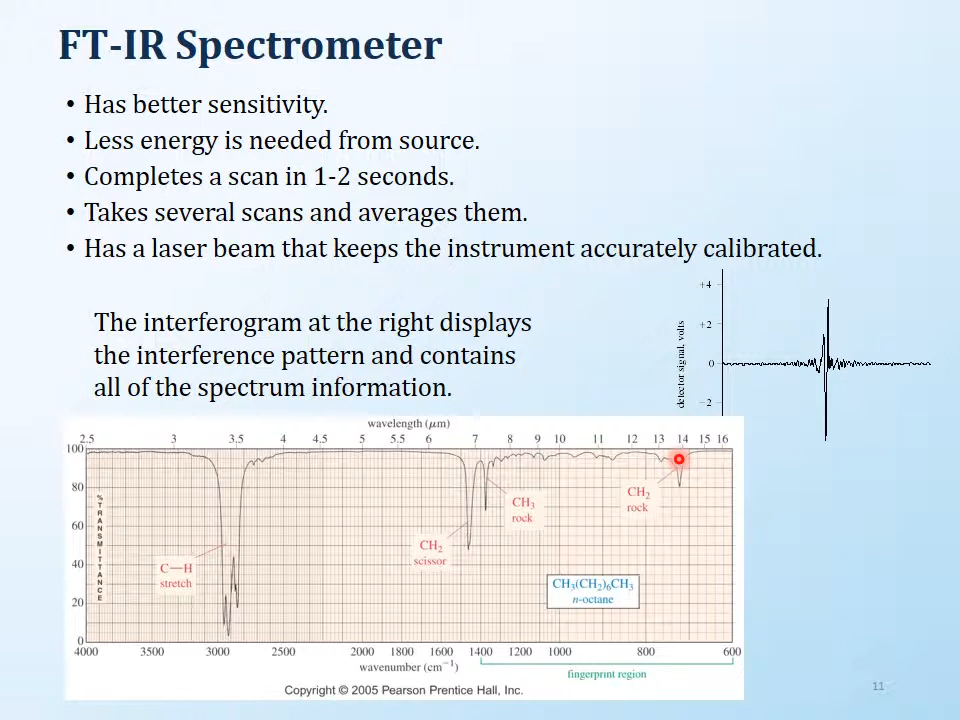 FT-IR Spectrometer
• Has better sensitivity.
• Less energy is needed from source.
• Completes a scan in 1-2 seconds.
• Takes several scans and averages them.
• Has a laser beam that keeps the instrument accurately calibrated.
The interferogram at the right displays
the interference pattern and contains
all of the spectrum information.
+4
+2
0
−2
detector signal, volts
wavelength (μm)
2.5 3 3.5 4 4.5 5 5.5 6 7 8 9 10 11 12 13 14 15 16
100
80
60
40
20
0
% TRANSMITTANCE
C—H
stretch
CH2
scissor
CH3
rock
CH2
rock
CH3(CH2)6CH3
n-octane
4000 3500 3000 2500 2000 1800 1600 1400 1200 1000 800 600
wavenumber (cm−1)
fingerprint region
Copyright © 2005 Pearson Prentice Hall, Inc.
11